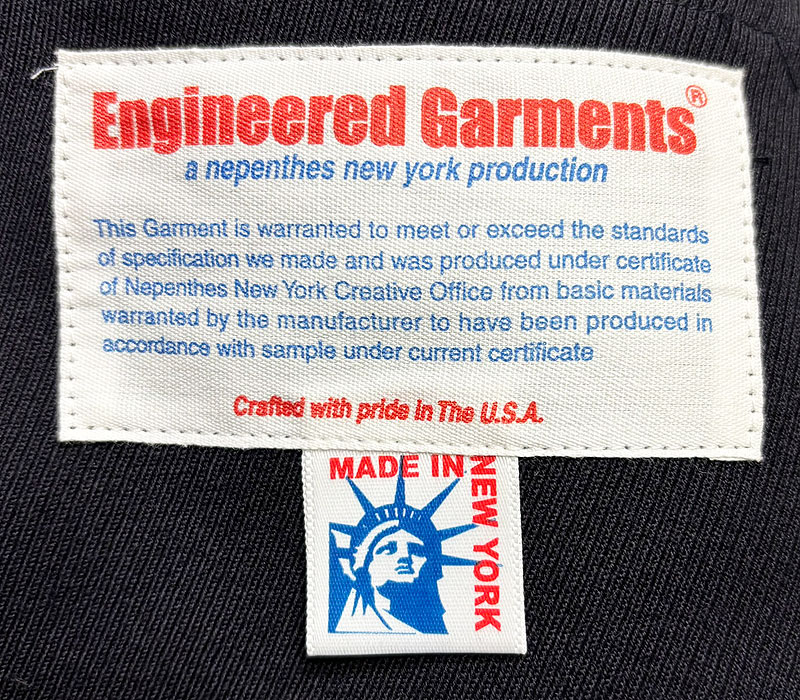 Engineered Garments®
a nepenthes new york production
This Garment is warranted to meet or exceed the standards
of specification we made and was produced under certificate
of Nepenthes New York Creative Office from basic materials
warranted by the manufacturer to have been produced in
accordance with sample under current certificate
Crafted with pride in The U.S.A.
MADE IN
NEW YORK